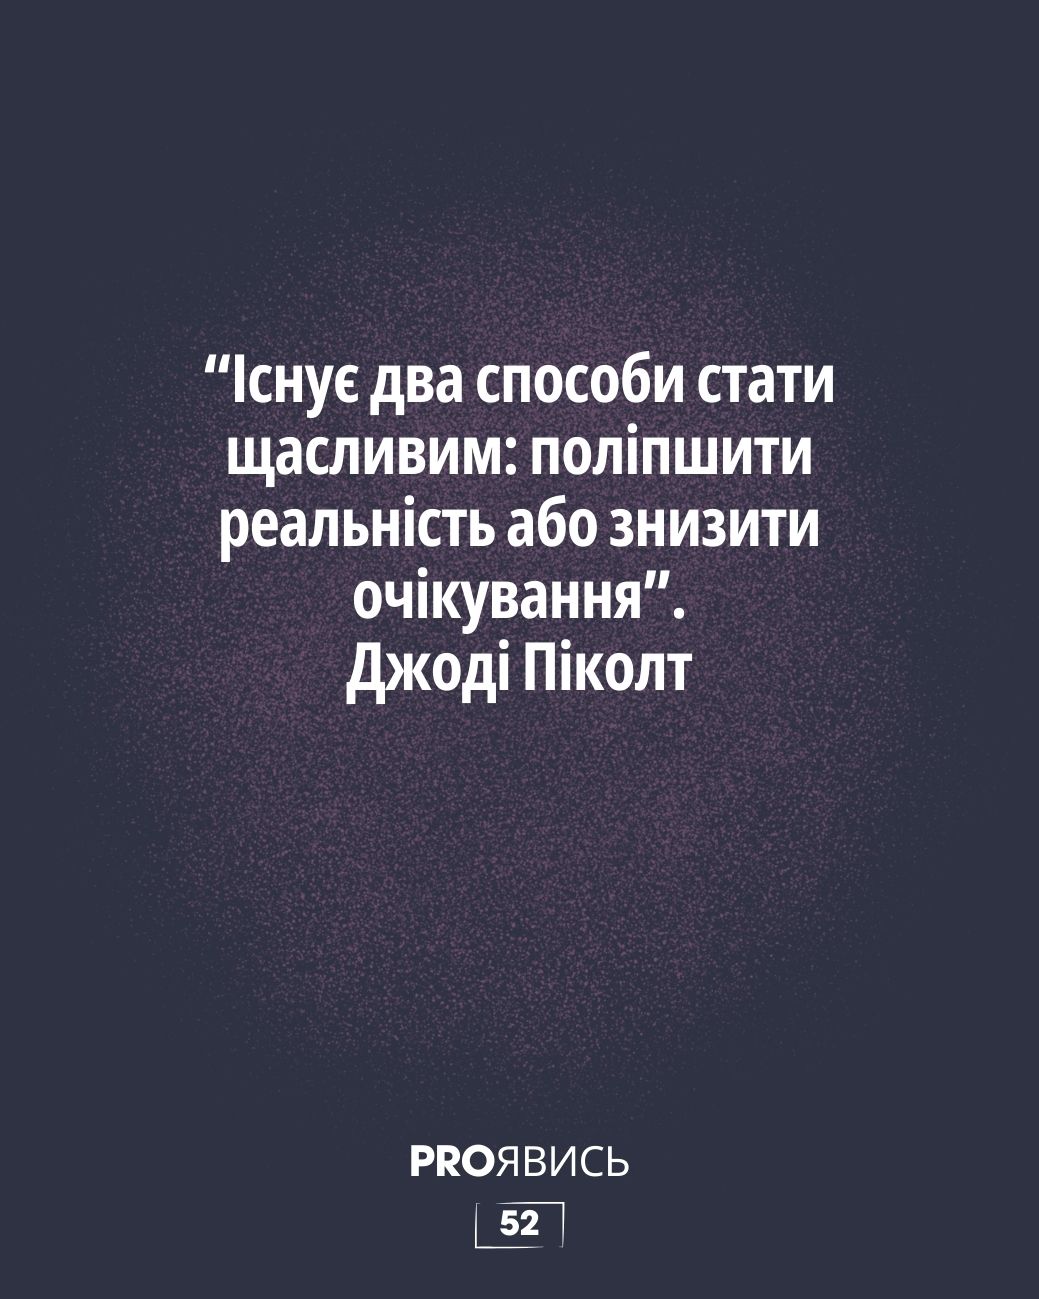 “Існує два способи стати
щасливим: поліпшити
реальність або знизити
очікування”.
Джоді Піколт
PROЯВИСЬ
52